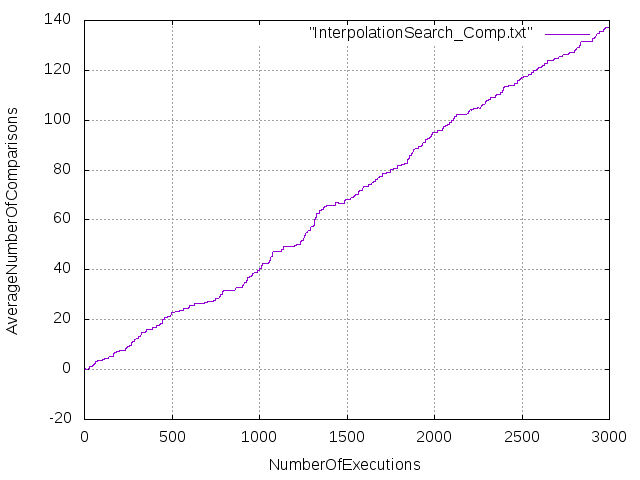 "InterpolationSearch_Comp.txt"
140
120
100
80
60
40
20
0
-20
AverageNumberOfComparisons
0 500 1000 1500 2000 2500 3000
NumberOfExecutions